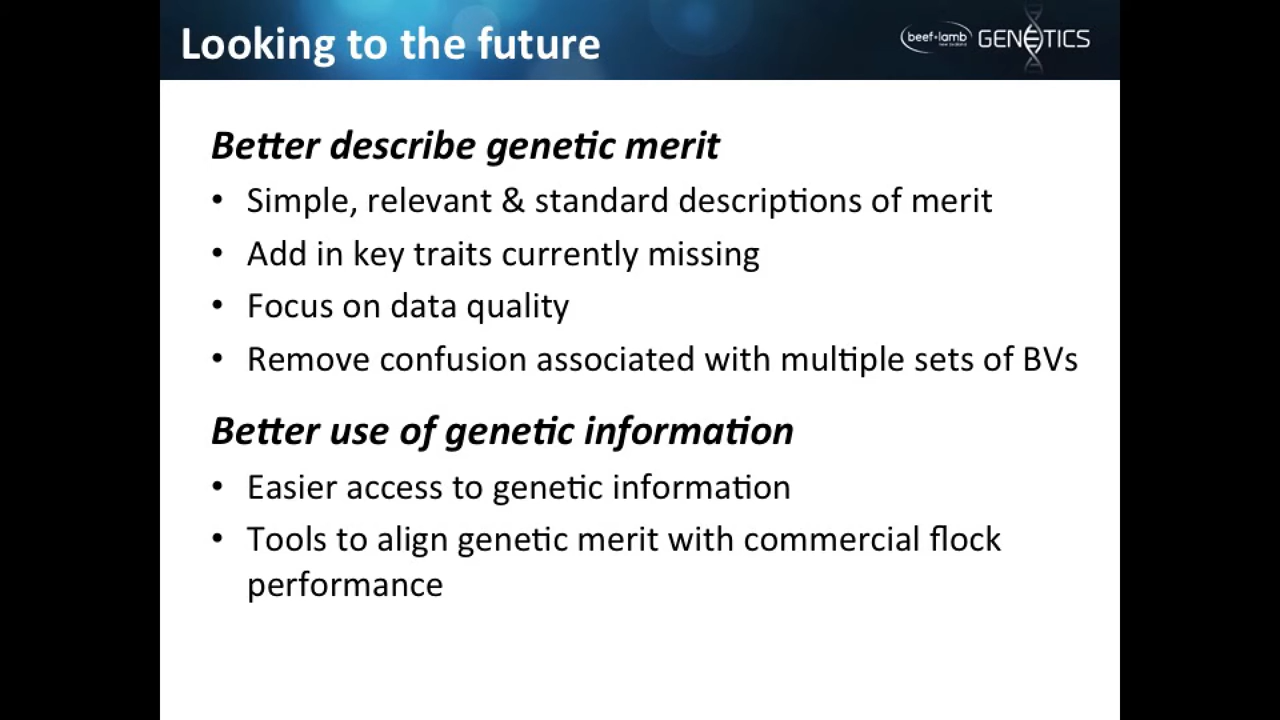 Looking to the future
beef+lamb
new zealand
GENETICS
Better describe genetic merit
• Simple, relevant & standard descriptions of merit
• Add in key traits currently missing
• Focus on data quality
• Remove confusion associated with multiple sets of BVs
Better use of genetic information
• Easier access to genetic information
• Tools to align genetic merit with commercial flock
performance